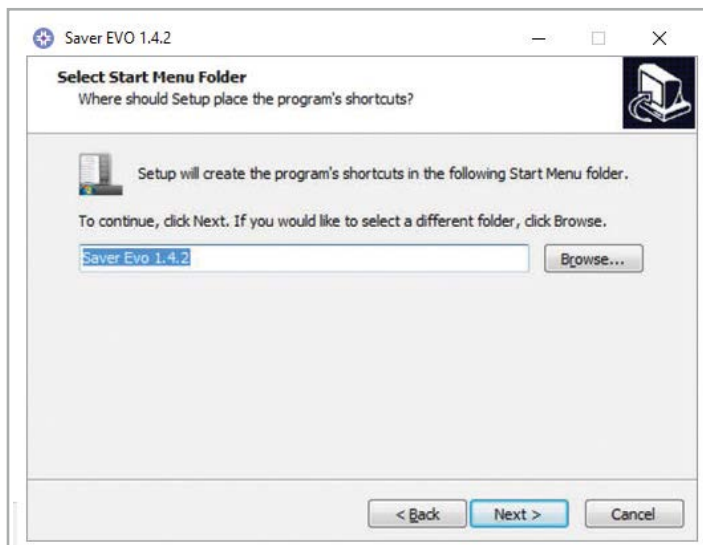 Saver EVO 1.4.2
Select Start Menu Folder
Where should Setup place the program's shortcuts?
Setup will create the program's shortcuts in the following Start Menu folder.
To continue, click Next. If you would like to select a different folder, click Browse.
Saver Evo 1.4.2
Browse...
< Back
Next >
Cancel